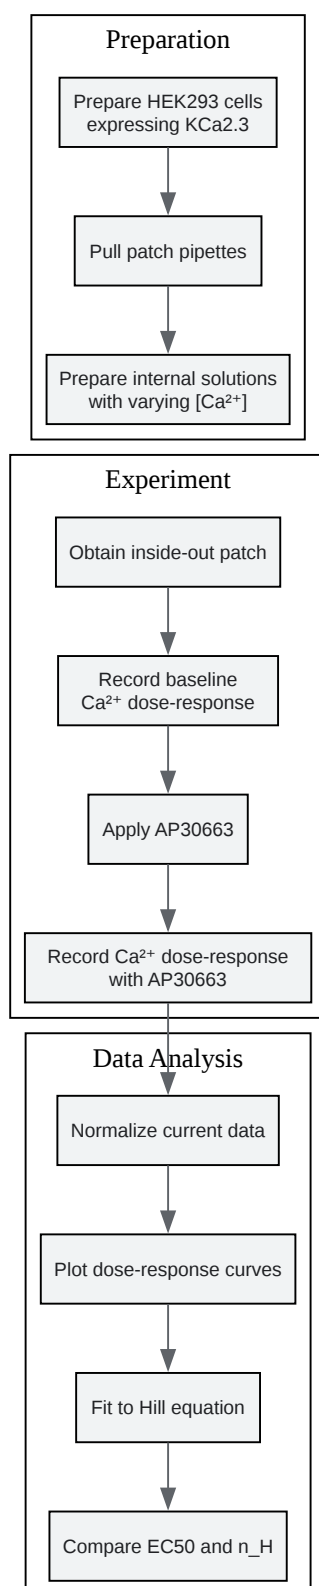 Preparation
Prepare HEK293 cells
expressing KCa2.3
Pull patch pipettes
Prepare internal solutions
with varying [Ca²⁺]
Experiment
Obtain inside-out patch
Record baseline
Ca²⁺ dose-response
Apply AP30663
Record Ca²⁺ dose-response
with AP30663
Data Analysis
Normalize current data
Plot dose-response curves
Fit to Hill equation
Compare EC50 and n_H